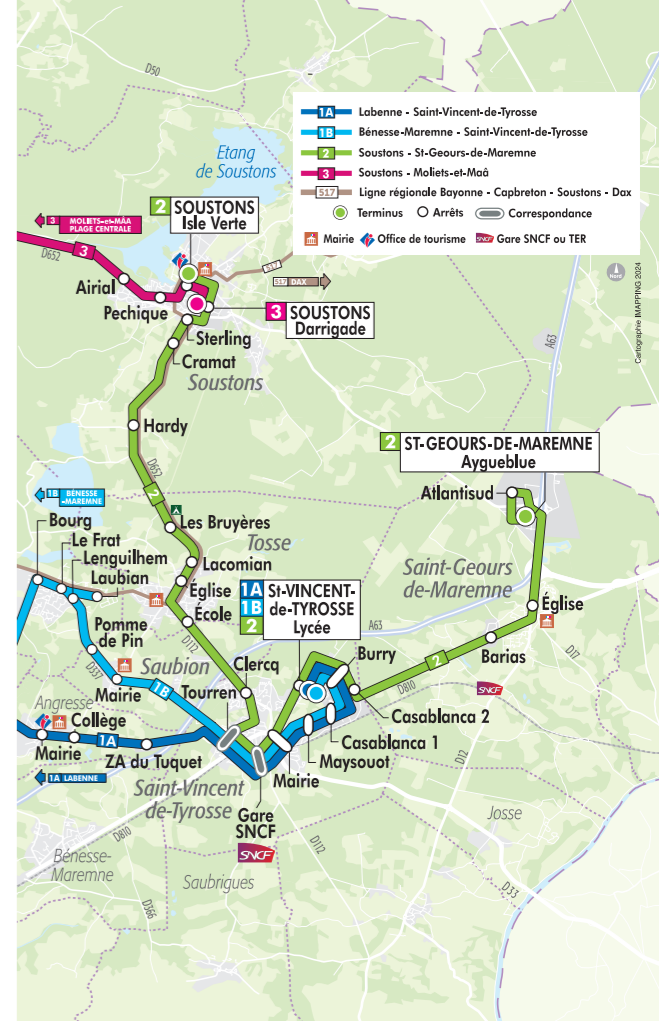 D50
1A Labenne - Saint-Vincent-de-Tyrosse
1B Bénesse-Maremne - Saint-Vincent-de-Tyrosse
2 Soustons - St-Geours-de-Maremne
3 Soustons - Moliets-et-Maâ
517 Ligne régionale Bayonne - Capbreton - Soustons - Dax
Terminus
Arrêts
Correspondance
Mairie
Office de tourisme
SNCF Gare SNCF ou TER
Etang
de Soustons
2 SOUSTONS
Isle Verte
3 MOLIETS-et-MÂA
PLAGE CENTRALE
D652
3
517
517 DAX
Nord
Cartographie IMAPPING 2024
Airial
Pechique
3 SOUSTONS
Darrigade
Sterling
Cramat
Soustons
A63
Hardy
D652
2
2 ST-GEOURS-DE-MAREMNE
Aygueblue
Atlantisud
1B BÉNESSE
-MAREMNE
Bourg
Le Frat
Lenguilhem
Laubian
Les Bruyères
Tosse
Lacomian
Église
École
Saint-Geours
de-Maremne
Église
1A
1B
2
St-VINCENT-
de-TYROSSE
Lycée
A63
Pomme
de Pin
D337
D112
Saubion
Mairie
1B
Clercq
Tourren
Burry
2
Barias
D17
D810
SNCF
Angresse
Collège
Mairie
1A
ZA du Tuquet
1A LABENNE
Casablanca 2
Casablanca 1
Maysouot
Mairie
D12
Saint-Vincent
de-Tyrosse
Gare
SNCF
SNCF
D810
D112
Josse
Bénesse-
Maremne
Saubrigues
D33
D366